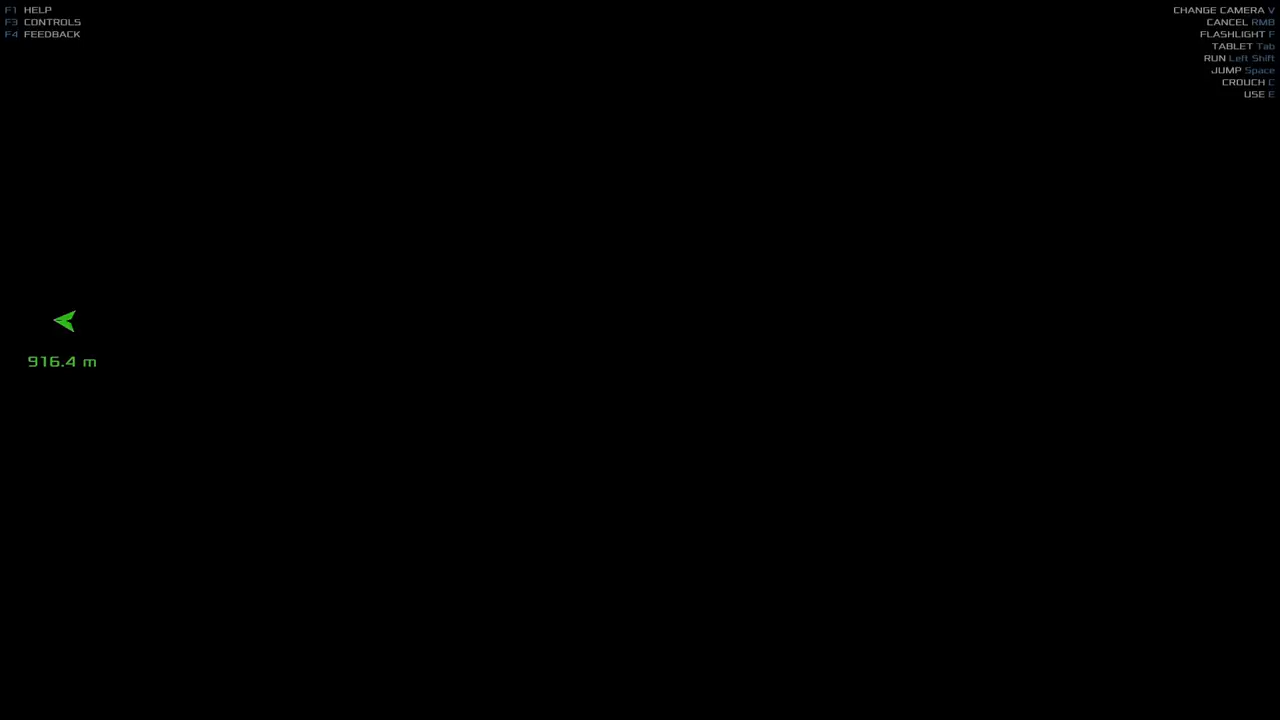 F1 HELP
F3 CONTROLS
F4 FEEDBACK
CHANGE CAMERA V
CANCEL RMB
FLASHLIGHT F
TABLET Tab
RUN Left Shift
JUMP Space
CROUCH C
USE E
916.4 m